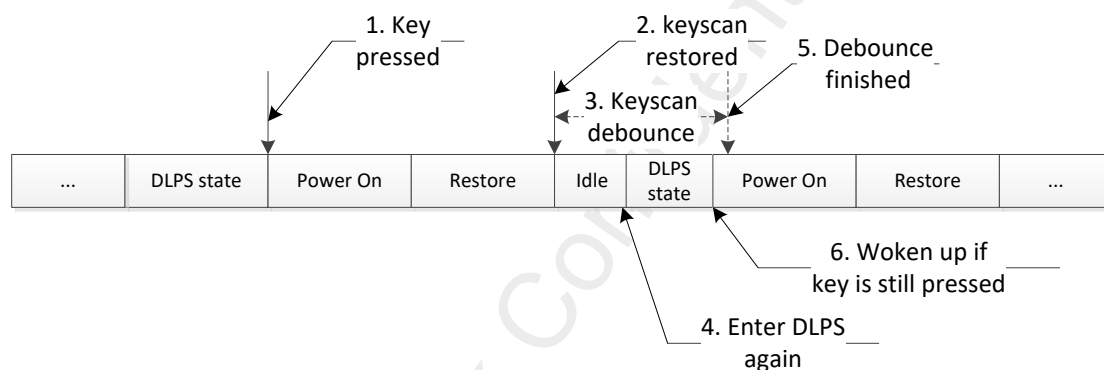 1. Key
pressed
2. keyscan
restored
5. Debounce
finished
3. Keyscan
debounce
... DLPS state Power On Restore Idle DLPS state Power On Restore ...
6. Woken up if
key is still pressed
4. Enter DLPS
again